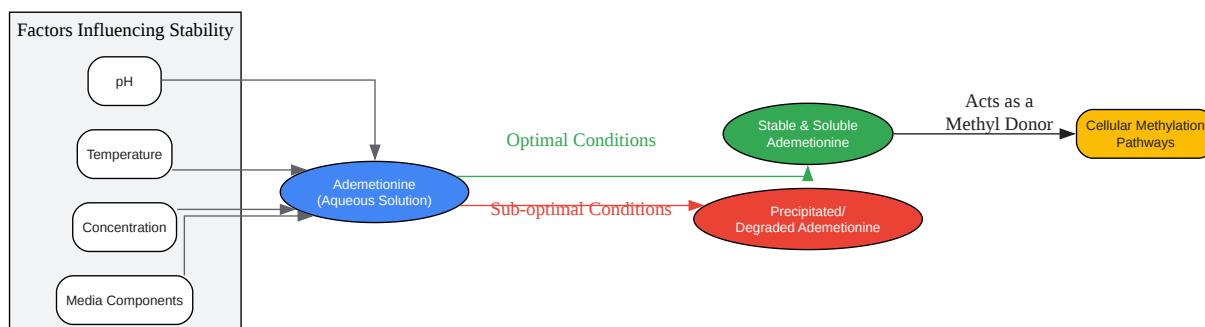 Factors Influencing Stability
pH
Temperature
Concentration
Media Components
Ademetionine
(Aqueous Solution)
Optimal Conditions
Sub-optimal Conditions
Stable & Soluble
Ademetionine
Precipitated/
Degraded Ademetionine
Acts as a
Methyl Donor
Cellular Methylation
Pathways